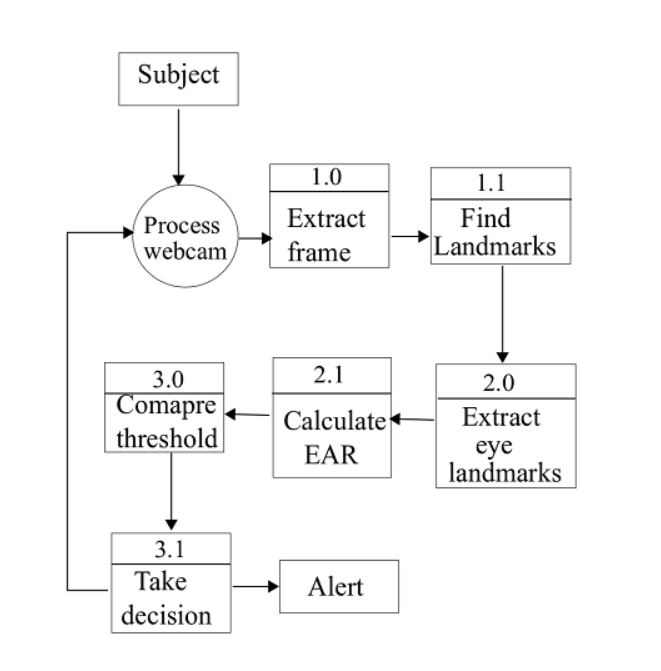 Subject
Process
webcam
1.0
Extract
frame
1.1
Find
Landmarks
2.0
Extract
eye
landmarks
2.1
Calculate
EAR
3.0
Comapre
threshold
3.1
Take
decision
Alert